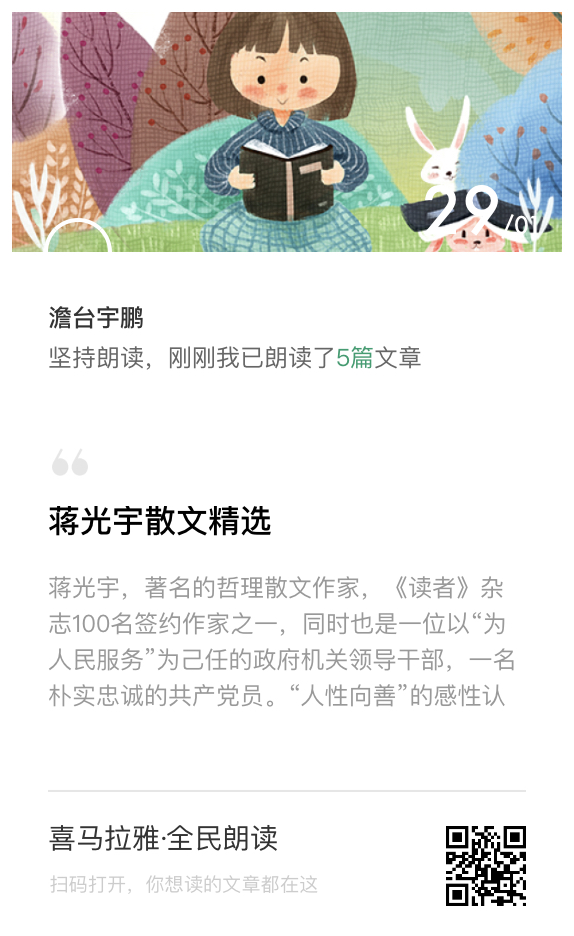 29/01
澹台宇鹏
坚持朗读，刚刚我已朗读了5篇文章
蒋光宇散文精选
蒋光宇，著名的哲理散文作家，《读者》杂
志100名签约作家之一，同时也是一位以“为
人民服务”为己任的政府机关领导干部，一名
朴实忠诚的共产党员。“人性向善”的感性认
喜马拉雅·全民朗读
扫码打开，你想读的文章都在这